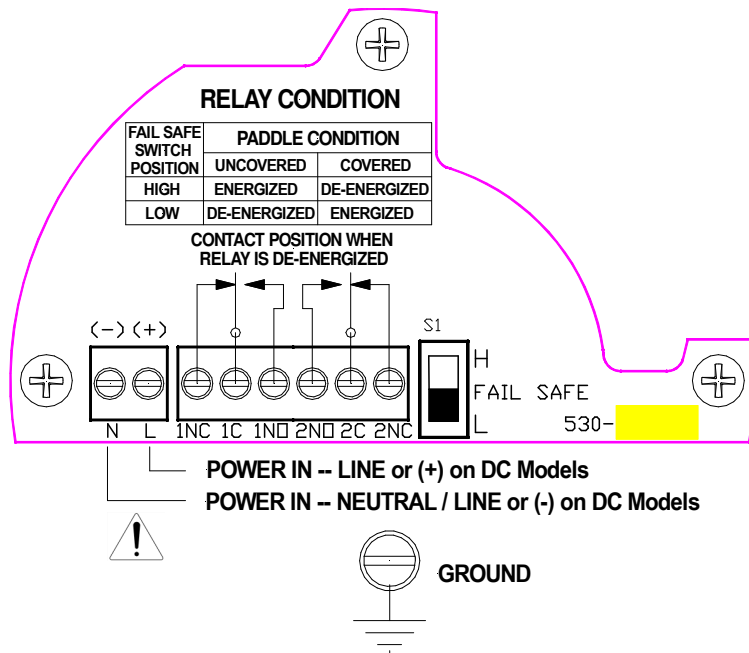 RELAY CONDITION
FAIL SAFE
SWITCH
POSITION
PADDLE CONDITION
UNCOVERED COVERED
HIGH ENERGIZED DE-ENERGIZED
LOW DE-ENERGIZED ENERGIZED
CONTACT POSITION WHEN
RELAY IS DE-ENERGIZED
(-) (+)
S1
H
FAIL SAFE
L
530-
N L 1NC 1C 1NO 2NO 2C 2NC
POWER IN -- LINE or (+) on DC Models
POWER IN -- NEUTRAL / LINE or (-) on DC Models
!
GROUND